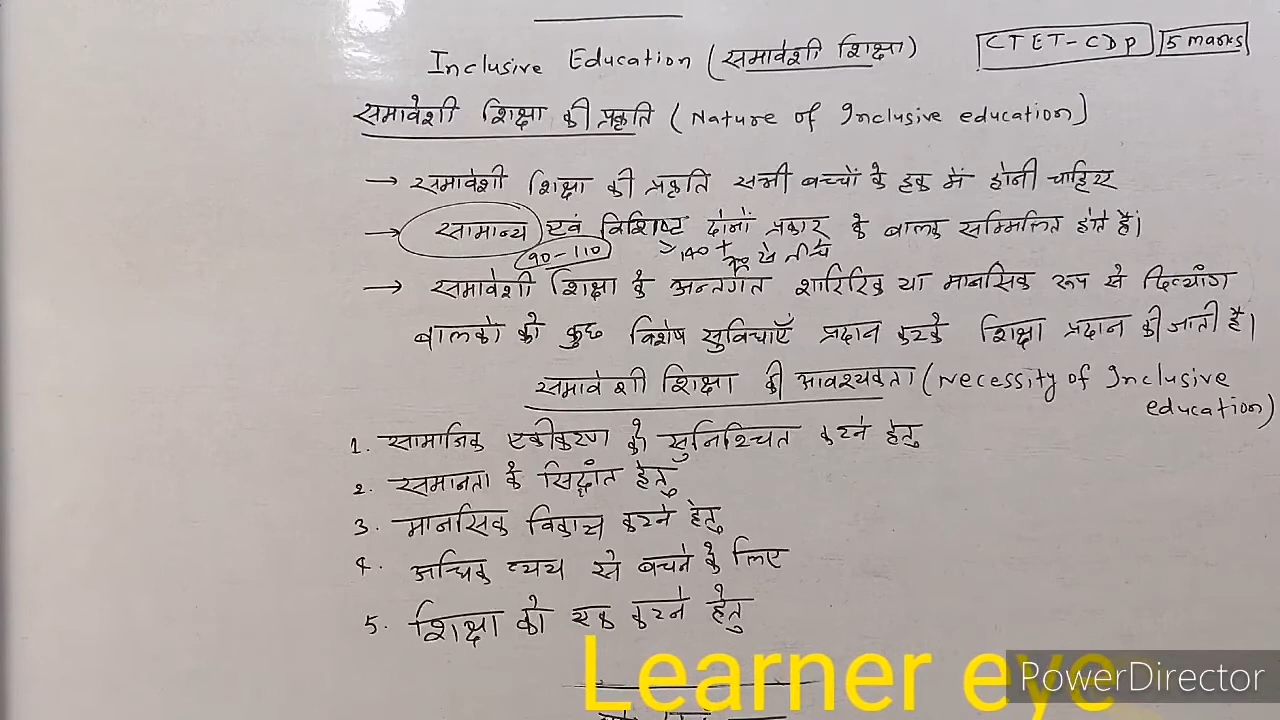 Inclusive Education (समावेशी शिक्षा)
CTET-CDP 5 marks
समावेशी शिक्षा की प्रकृति (Nature of Inclusive education)
→ समावेशी शिक्षा की प्रकृति सभी बच्चों के हक में होनी चाहिए
→ सामान्य एवं विशिष्ट दोनों प्रकार के बालक सम्मिलित होते हैं।
(90-110) >140 + से नीचे
→ समावेशी शिक्षा के अन्तर्गत शारिरिक या मानसिक रूप से दिव्यांग
बालको को कुछ विशेष सुविधाएँ प्रदान करके शिक्षा प्रदान की जाती है।
समावेशी शिक्षा की आवश्यकता (Necessity of Inclusive
education)
1. सामाजिक एकीकरण को सुनिश्चित करने हेतु
2. समानता के सिद्धांत हेतु
3. मानसिक विकास करने हेतु
4. अधिक व्यय से बचने के लिए
5. शिक्षा को एक करने हेतु
Learner eye
PowerDirector